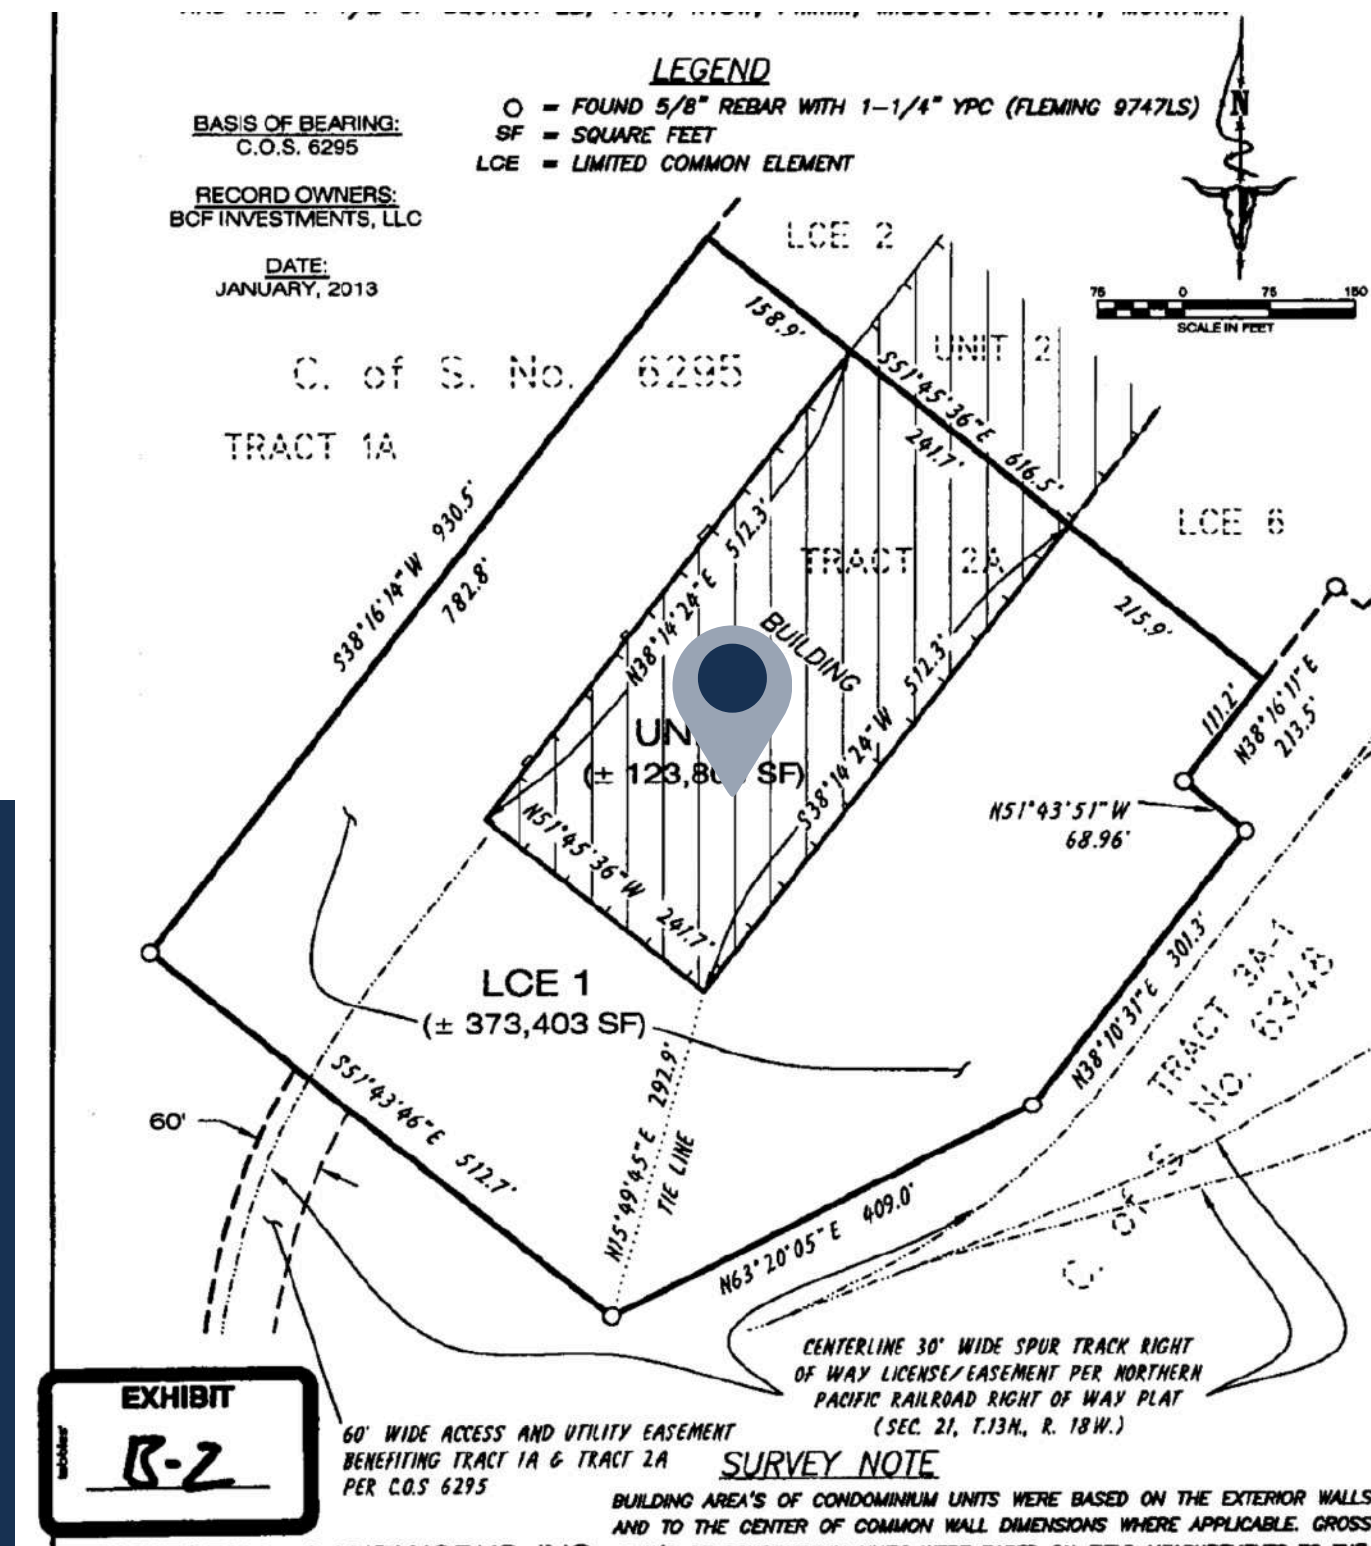 LEGEND
O = FOUND 5/8" REBAR WITH 1-1/4" YPC (FLEMING 9747LS)
SF = SQUARE FEET
LCE = LIMITED COMMON ELEMENT
BASIS OF BEARING:
C.O.S. 6295
RECORD OWNERS:
BCF INVESTMENTS, LLC
DATE:
JANUARY, 2013
N
75 0 75 150
SCALE IN FEET
LCE 2
158.9'
UNIT 2
C. of S. No. 6295
TRACT 1A
S51°45'36"E 616.5'
241.7'
LCE 6
S38°16'14"W 930.5'
782.8'
N38°14'24"E 512.3'
TRACT 2A
BUILDING
215.9'
111.2'
N38°16'11"E
213.5'
UN
(± 123,80 SF)
S38°14'24"W 512.3'
N51°43'51"W
68.96'
N51°45'36"W 241.7'
LCE 1
(± 373,403 SF)
N38°10'31"E 301.3'
TRACT 3A-1
C. of S. No. 6348
60'
S51°43'46"E 512.7'
N15°49'45"E 292.9'
TIE LINE
N63°20'05"E 409.0'
CENTERLINE 30' WIDE SPUR TRACK RIGHT
OF WAY LICENSE/EASEMENT PER NORTHERN
PACIFIC RAILROAD RIGHT OF WAY PLAT
(SEC. 21, T.13N., R. 18W.)
EXHIBIT
B-2
60' WIDE ACCESS AND UTILITY EASEMENT
BENEFITING TRACT 1A & TRACT 2A
PER C.O.S 6295
SURVEY NOTE
BUILDING AREA'S OF CONDOMINIUM UNITS WERE BASED ON THE EXTERIOR WALLS
AND TO THE CENTER OF COMMON WALL DIMENSIONS WHERE APPLICABLE. GROSS